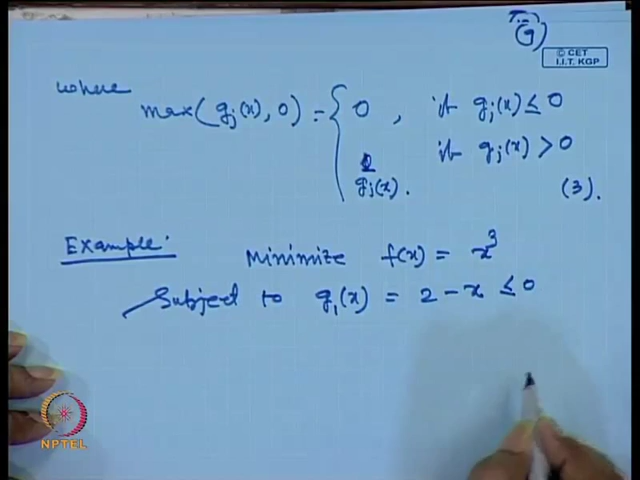 (9)
© CET
I.I.T. KGP
where
max(gj(x), 0) = { 0 , if gj(x) ≤ 0
gj(x). if gj(x) > 0
(3).
Example: Minimize f(x) = x³
Subject to g₁(x) = 2 - x ≤ 0
NPTEL